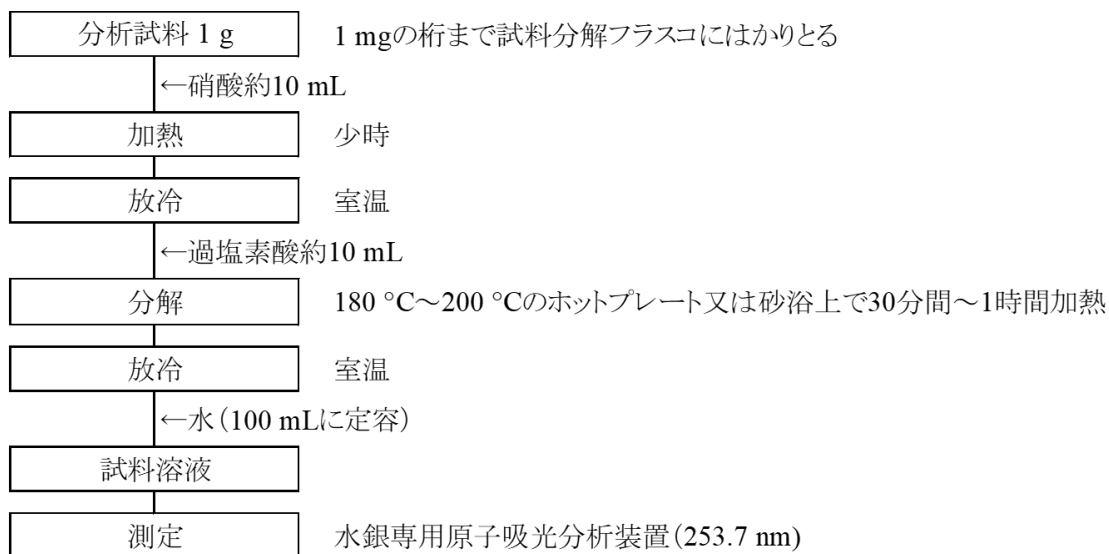 分析試料 1 g 1 mgの桁まで試料分解フラスコにはかりとる
←硝酸約10 mL
加熱 少時
放冷 室温
←過塩素酸約10 mL
分解 180 °C～200 °Cのホットプレート又は砂浴上で30分間～1時間加熱
放冷 室温
←水（100 mLに定容）
試料溶液
測定 水銀専用原子吸光分析装置（253.7 nm）